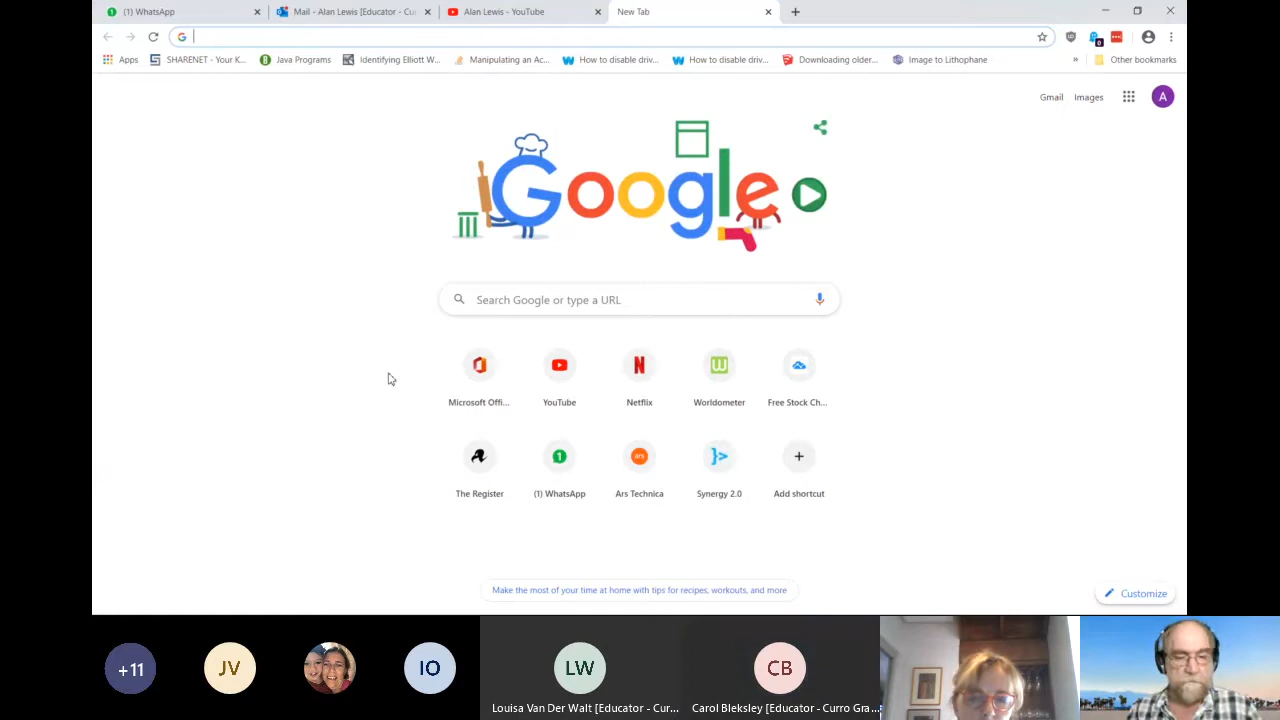 (1) WhatsApp
Mail - Alan Lewis [Educator - Cu
Alan Lewis - YouTube
New Tab
Apps
SHARENET - Your K...
Java Programs
Identifying Elliott W...
Manipulating an Ac...
How to disable driv...
How to disable driv...
Downloading older...
Image to Lithophane
»
Other bookmarks
Gmail
Images
A
Google
Search Google or type a URL
Microsoft Offi...
YouTube
Netflix
Worldometer
Free Stock Ch...
ars
The Register
(1) WhatsApp
Ars Technica
Synergy 2.0
Add shortcut
Make the most of your time at home with tips for recipes, workouts, and more
Customize
+11
JV
IO
LW
CB
Louisa Van Der Walt [Educator - Cur...
Carol Bleksley [Educator - Curro Gra...